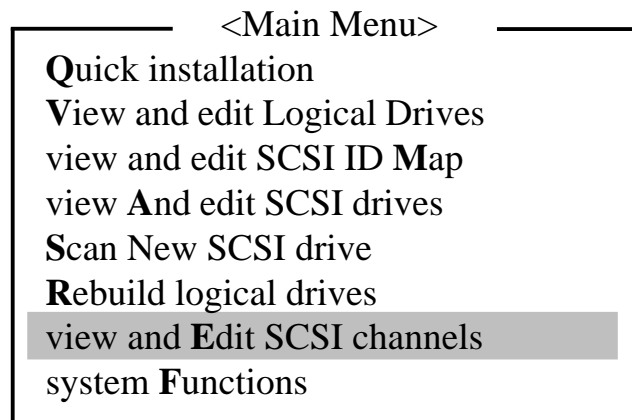 <Main Menu>
Quick installation
View and edit Logical Drives
view and edit SCSI ID Map
view And edit SCSI drives
Scan New SCSI drive
Rebuild logical drives
view and Edit SCSI channels
system Functions